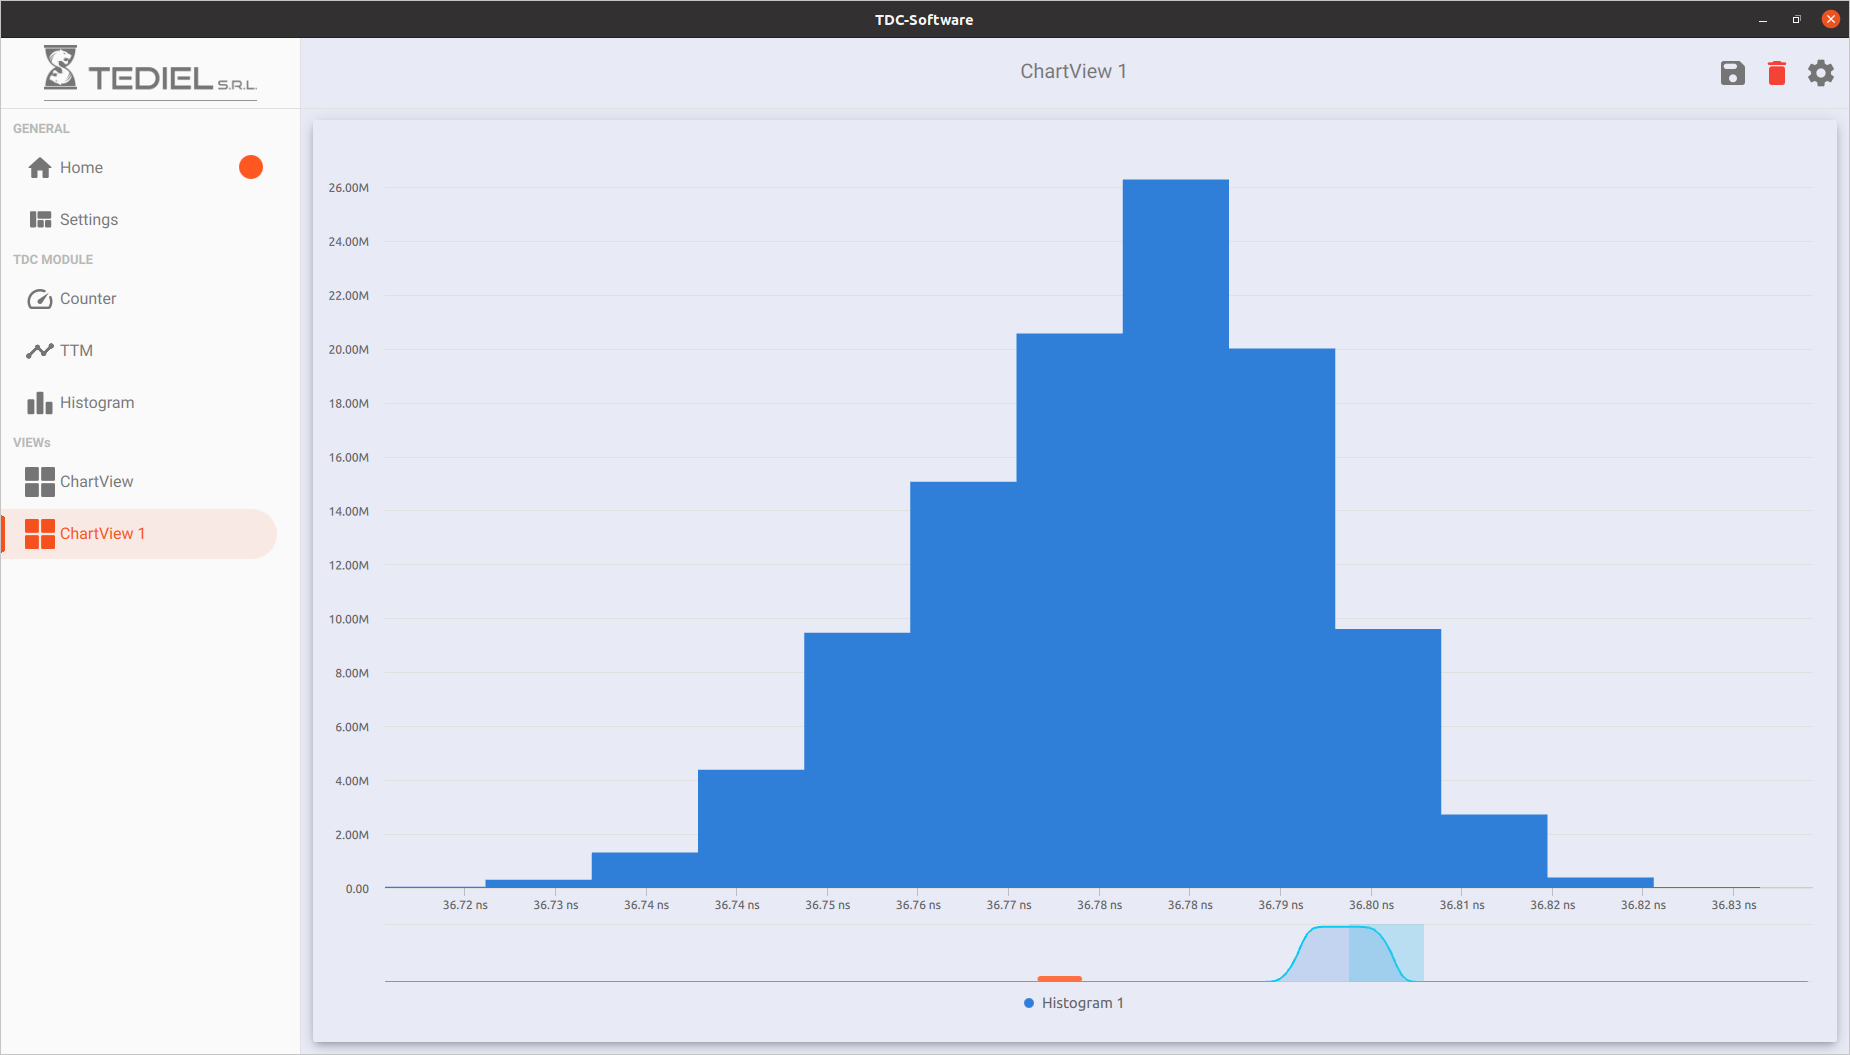 TDC-Software
TEDIEL S.R.L.
ChartView 1
GENERAL
Home
Settings
TDC MODULE
Counter
TTM
Histogram
VIEWs
ChartView
ChartView 1
26.00M
24.00M
22.00M
20.00M
18.00M
16.00M
14.00M
12.00M
10.00M
8.00M
6.00M
4.00M
2.00M
0.00
36.72 ns 36.73 ns 36.74 ns 36.74 ns 36.75 ns 36.76 ns 36.77 ns 36.78 ns 36.78 ns 36.79 ns 36.80 ns 36.81 ns 36.82 ns 36.82 ns 36.83 ns
Histogram 1